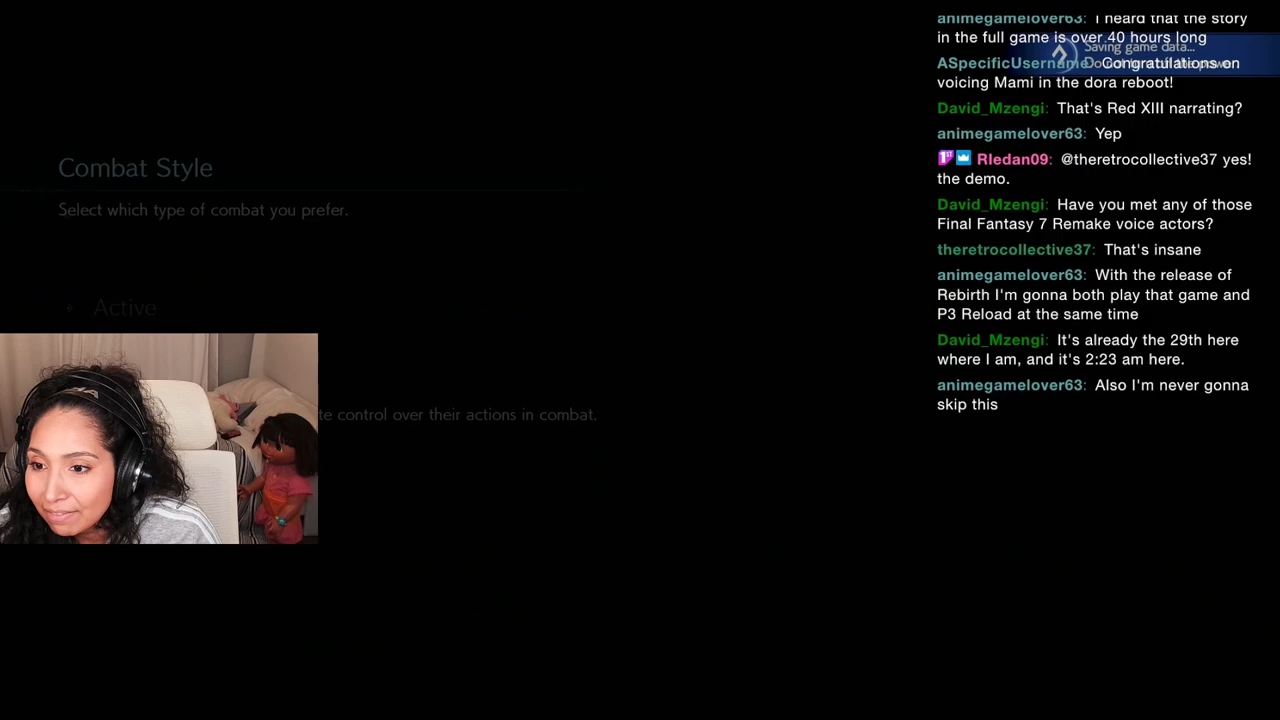 Combat Style
Select which type of combat you prefer.
Active
te control over their actions in combat.
Saving game data...
animegamelover63: I heard that the story
in the full game is over 40 hours long
ASpecificUsername: Congratulations on
voicing Mami in the dora reboot!
David_Mzengi: That's Red XIII narrating?
animegamelover63: Yep
1ST Rledan09: @theretrocollective37 yes!
the demo.
David_Mzengi: Have you met any of those
Final Fantasy 7 Remake voice actors?
theretrocollective37: That's insane
animegamelover63: With the release of
Rebirth I'm gonna both play that game and
P3 Reload at the same time
David_Mzengi: It's already the 29th here
where I am, and it's 2:23 am here.
animegamelover63: Also I'm never gonna
skip this